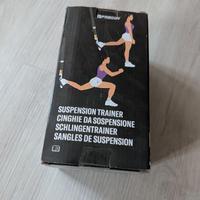 SUSPENSION TRAINER
CINGHIE DA SOSPENSIONE
SCHLINGENTRAINER
SANGLES DE SUSPENSION